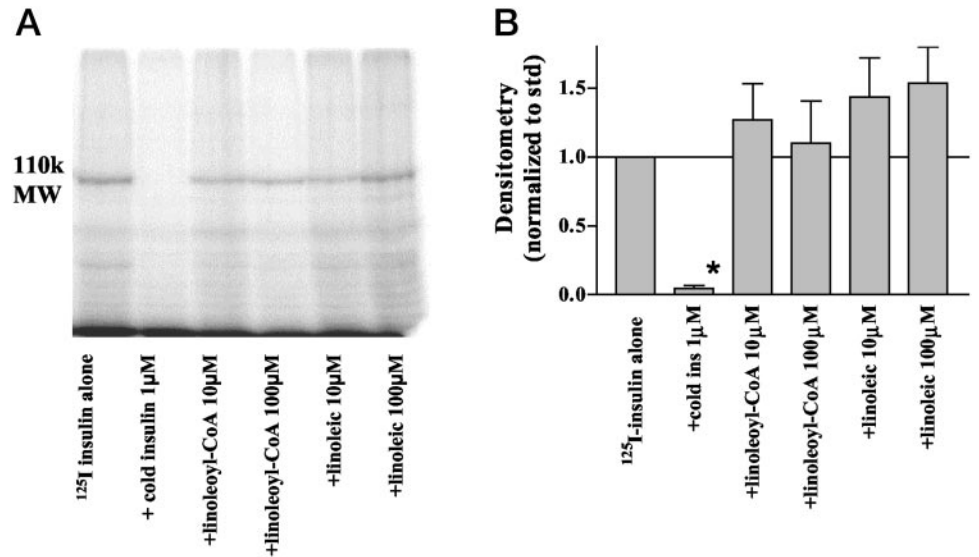 A
110k
MW
¹²⁵I insulin alone
+ cold insulin 1µM
+linoleoyl-CoA 10µM
+linoleoyl-CoA 100µM
+linoleic 10µM
+linoleic 100µM
B
Densitometry
(normalized to std)
1.5
1.0
0.5
0.0
*
¹²⁵I-insulin alone
+cold ins 1µM
+linoleoyl-CoA 10µM
+linoleoyl-CoA 100µM
+linoleic 10µM
+linoleic 100µM